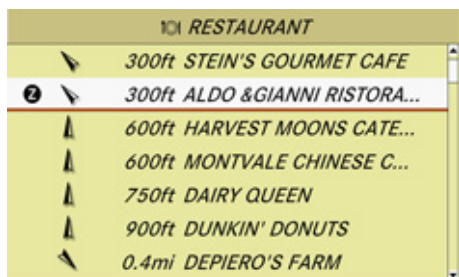 RESTAURANT
300ft STEIN'S GOURMET CAFE
Z 300ft ALDO &GIANNI RISTORA...
600ft HARVEST MOONS CATE...
600ft MONTVALE CHINESE C...
750ft DAIRY QUEEN
900ft DUNKIN' DONUTS
0.4mi DEPIERO'S FARM